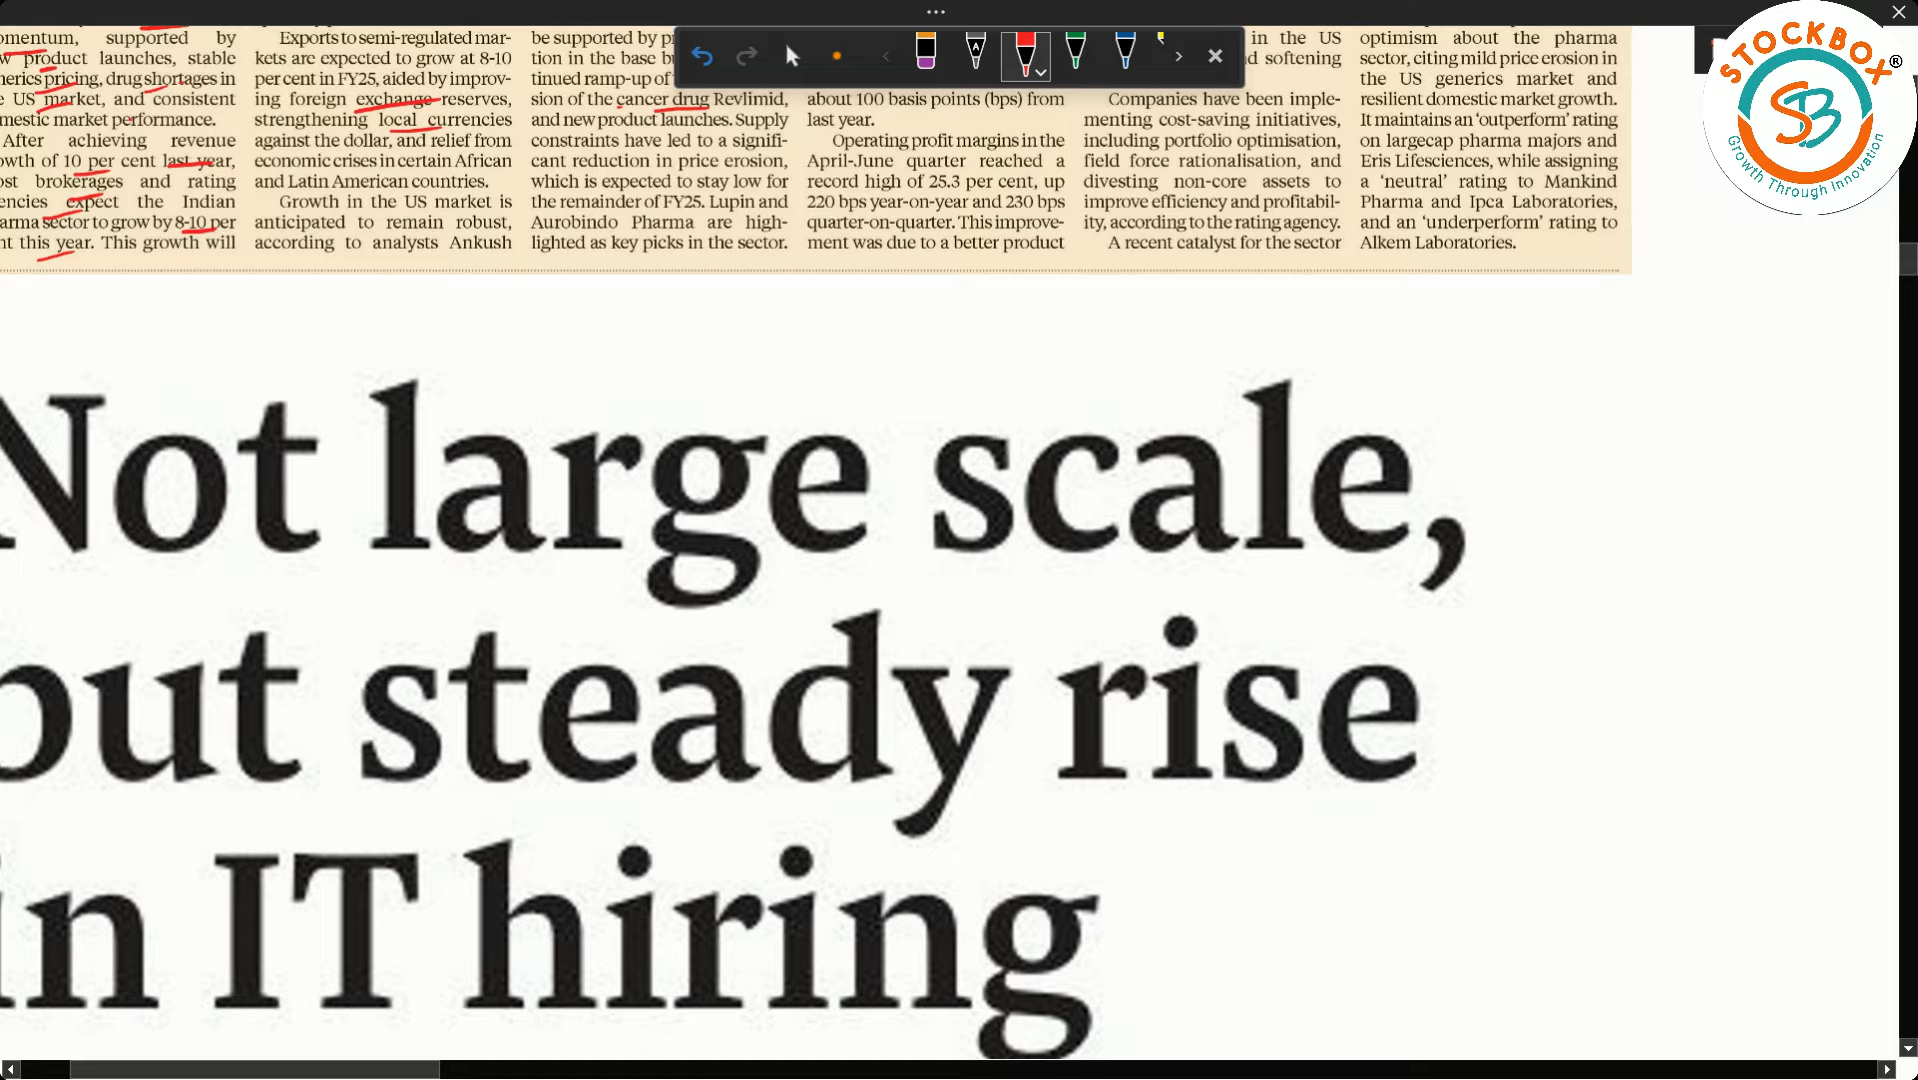 momentum, supported by
product launches, stable
pricing, drug shortages in
US market, and consistent
domestic market performance.
After achieving revenue
growth of 10 per cent last year,
most brokerages and rating
agencies expect the Indian
pharma sector to grow by 8-10 per
cent this year. This growth will
Exports to semi-regulated mar-
kets are expected to grow at 8-10
per cent in FY25, aided by improv-
ing foreign exchange reserves,
strengthening local currencies
against the dollar, and relief from
economic crises in certain African
and Latin American countries.
Growth in the US market is
anticipated to remain robust,
according to analysts Ankush
be supported by
tion in the base
tinued ramp-up of
sion of the cancer drug Revlimid,
and new product launches. Supply
constraints have led to a signifi-
cant reduction in price erosion,
which is expected to stay low for
the remainder of FY25. Lupin and
Aurobindo Pharma are high-
lighted as key picks in the sector.
about 100 basis points (bps) from
last year.
Operating profit margins in the
April-June quarter reached a
record high of 25.3 per cent, up
220 bps year-on-year and 230 bps
quarter-on-quarter. This improve-
ment was due to a better product
in the US
softening
Companies have been imple-
menting cost-saving initiatives,
including portfolio optimisation,
field force rationalisation, and
divesting non-core assets to
improve efficiency and profitabil-
ity, according to the rating agency.
A recent catalyst for the sector
optimism about the pharma
sector, citing mild price erosion in
the US generics market and
resilient domestic market growth.
It maintains an 'outperform' rating
on largecap pharma majors and
Eris Lifesciences, while assigning
a 'neutral' rating to Mankind
Pharma and Ipca Laboratories,
and an 'underperform' rating to
Alkem Laboratories.
STOCKBOX®
SB
Growth Through Innovation
Not large scale,
but steady rise
in IT hiring